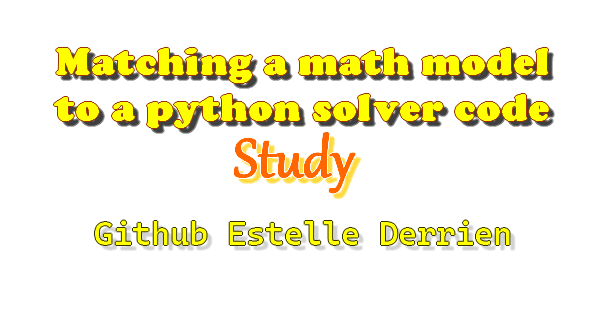 Matching a math model
to a python solver code
Study
Github Estelle Derrien